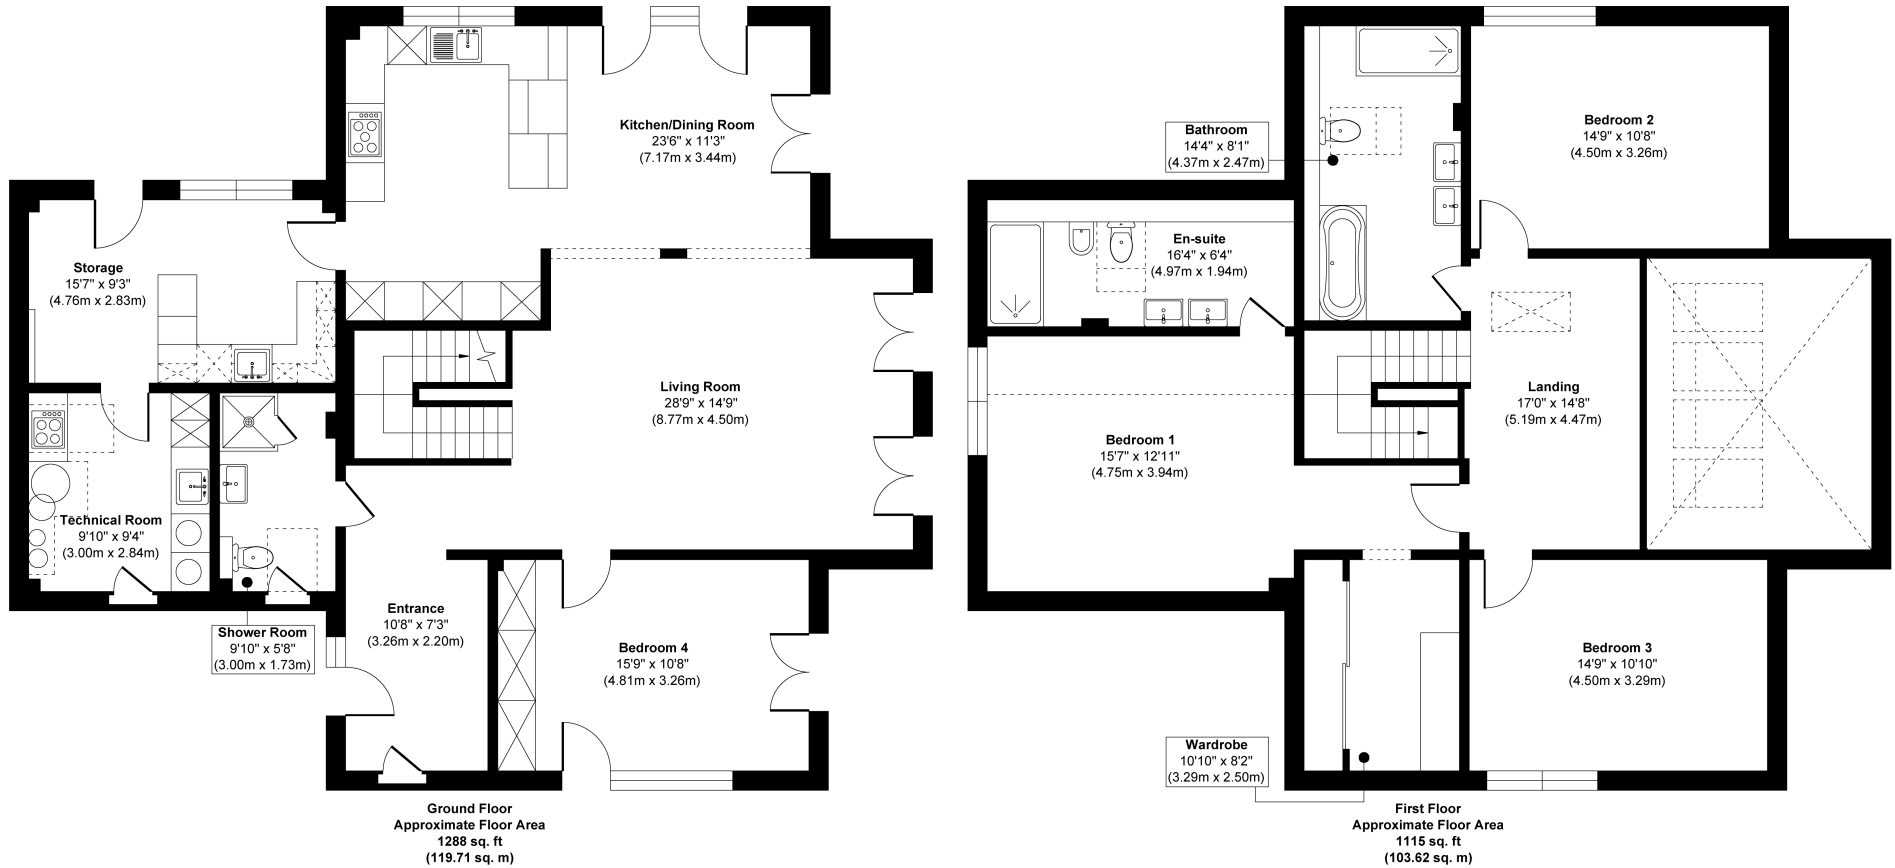 Kitchen/Dining Room
23'6" x 11'3"
(7.17m x 3.44m)
Storage
15'7" x 9'3"
(4.76m x 2.83m)
Living Room
28'9" x 14'9"
(8.77m x 4.50m)
Technical Room
9'10" x 9'4"
(3.00m x 2.84m)
Shower Room
9'10" x 5'8"
(3.00m x 1.73m)
Entrance
10'8" x 7'3"
(3.26m x 2.20m)
Bedroom 4
15'9" x 10'8"
(4.81m x 3.26m)
Ground Floor
Approximate Floor Area
1288 sq. ft
(119.71 sq. m)
Bathroom
14'4" x 8'1"
(4.37m x 2.47m)
Bedroom 2
14'9" x 10'8"
(4.50m x 3.26m)
En-suite
16'4" x 6'4"
(4.97m x 1.94m)
Landing
17'0" x 14'8"
(5.19m x 4.47m)
Bedroom 1
15'7" x 12'11"
(4.75m x 3.94m)
Bedroom 3
14'9" x 10'10"
(4.50m x 3.29m)
Wardrobe
10'10" x 8'2"
(3.29m x 2.50m)
First Floor
Approximate Floor Area
1115 sq. ft
(103.62 sq. m)